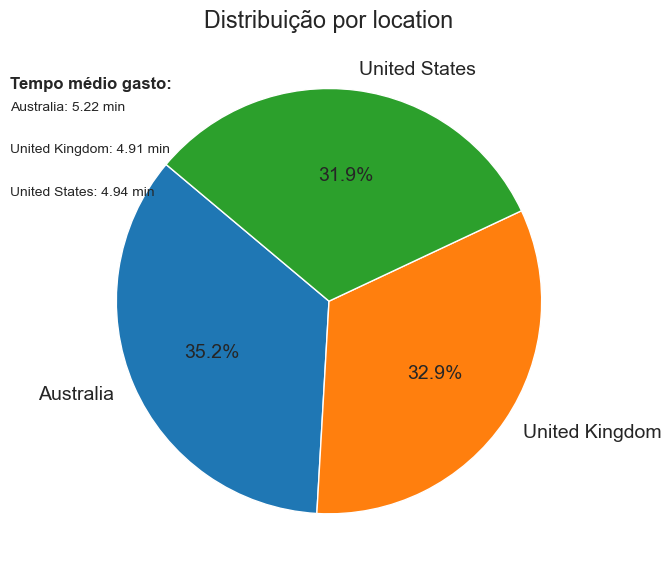 Distribuição por location
United States
Tempo médio gasto:
Australia: 5.22 min
United Kingdom: 4.91 min
31.9%
United States: 4.94 min
35.2%
32.9%
Australia
United Kingdom